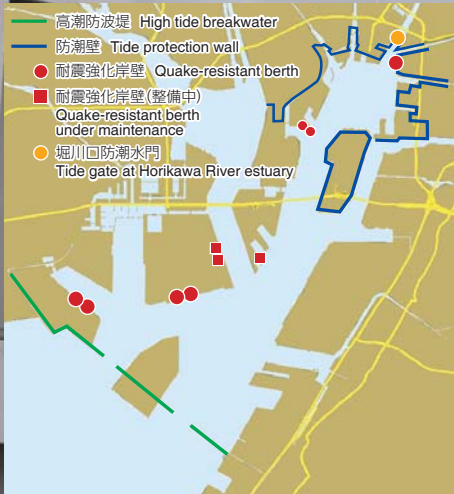 高潮防波堤 High tide breakwater
防潮壁 Tide protection wall
耐震強化岸壁 Quake-resistant berth
耐震強化岸壁(整備中)
Quake-resistant berth
under maintenance
堀川口防潮水門
Tide gate at Horikawa River estuary